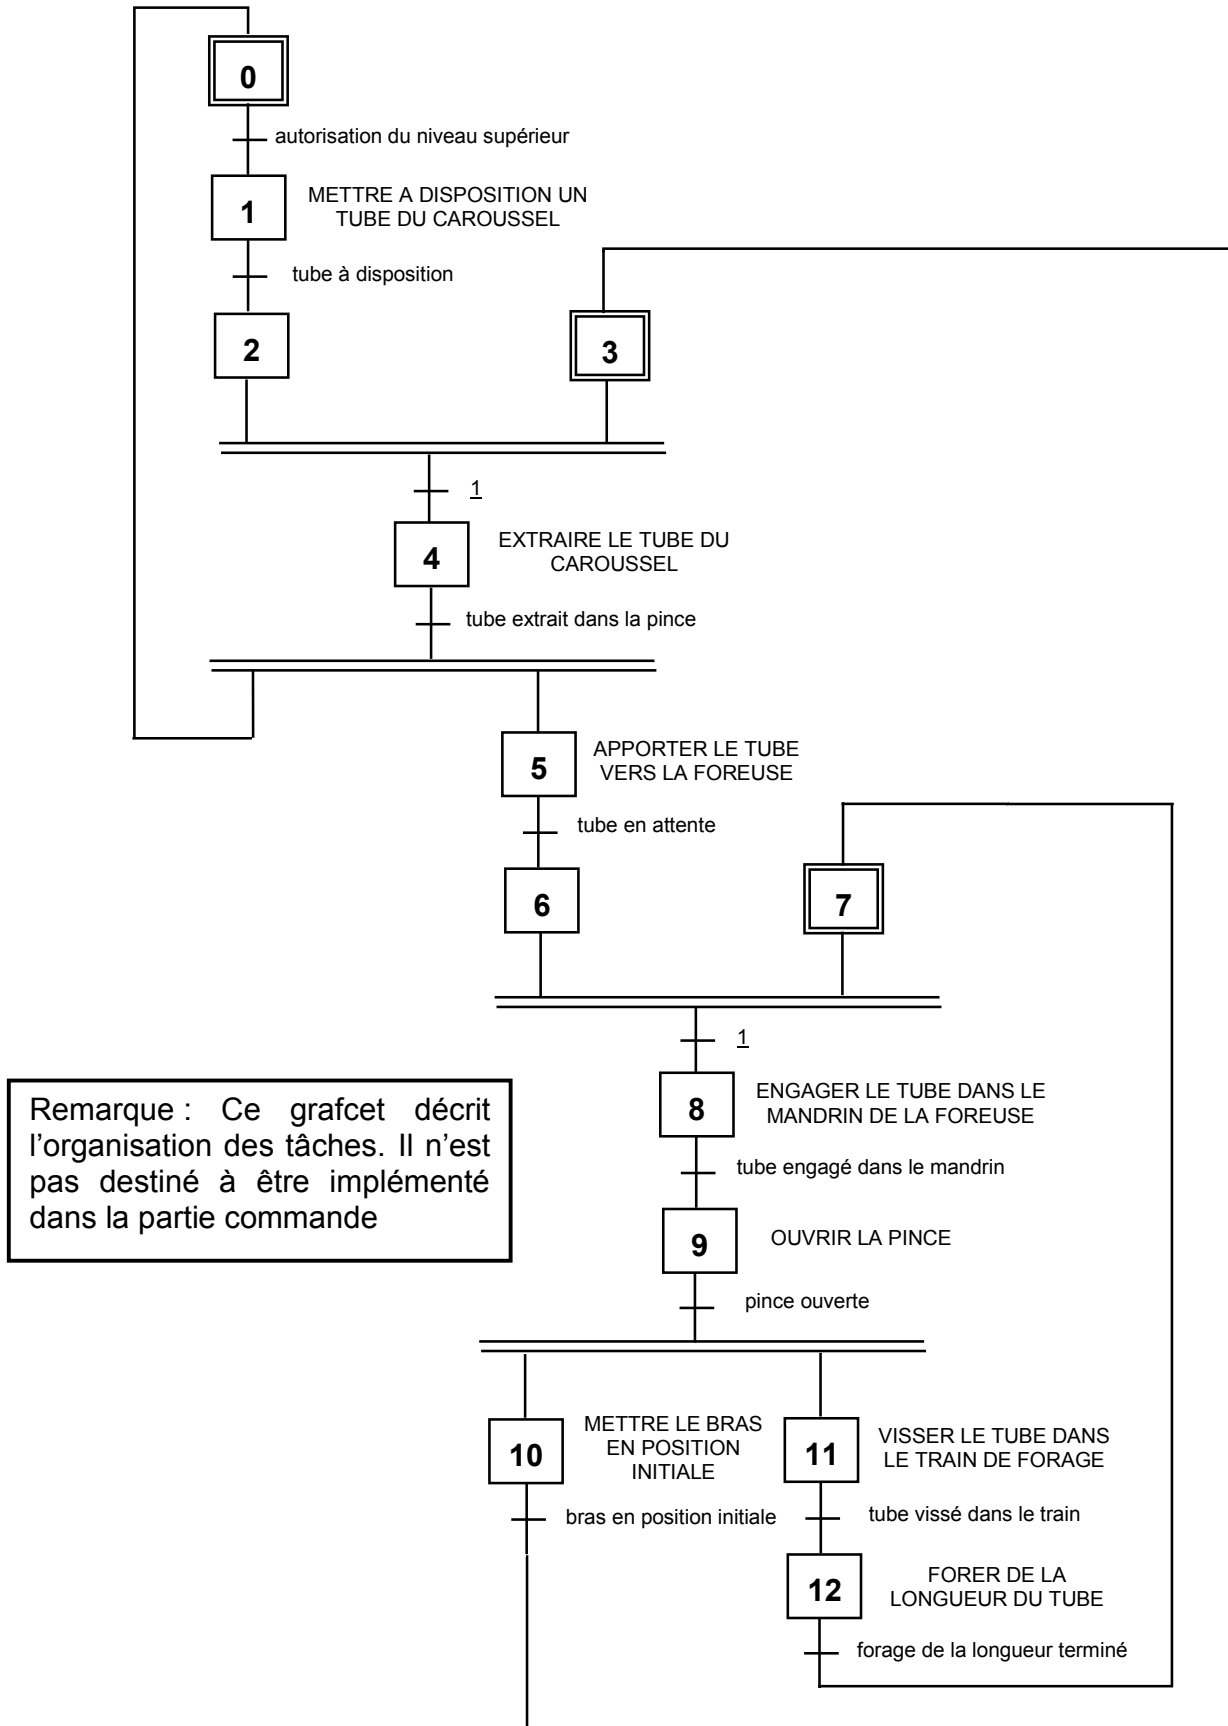 0
autorisation du niveau supérieur
1
METTRE A DISPOSITION UN
TUBE DU CAROUSSEL
tube à disposition
2
3
1
4
EXTRAIRE LE TUBE DU
CAROUSSEL
tube extrait dans la pince
5
APPORTER LE TUBE
VERS LA FOREUSE
tube en attente
6
7
1
8
ENGAGER LE TUBE DANS LE
MANDRIN DE LA FOREUSE
tube engagé dans le mandrin
Remarque : Ce grafcet décrit
l’organisation des tâches. Il n’est
pas destiné à être implémenté
dans la partie commande
9
OUVRIR LA PINCE
pince ouverte
10
METTRE LE BRAS
EN POSITION
INITIALE
11
VISSER LE TUBE DANS
LE TRAIN DE FORAGE
bras en position initiale
tube vissé dans le train
12
FORER DE LA
LONGUEUR DU TUBE
forage de la longueur terminé